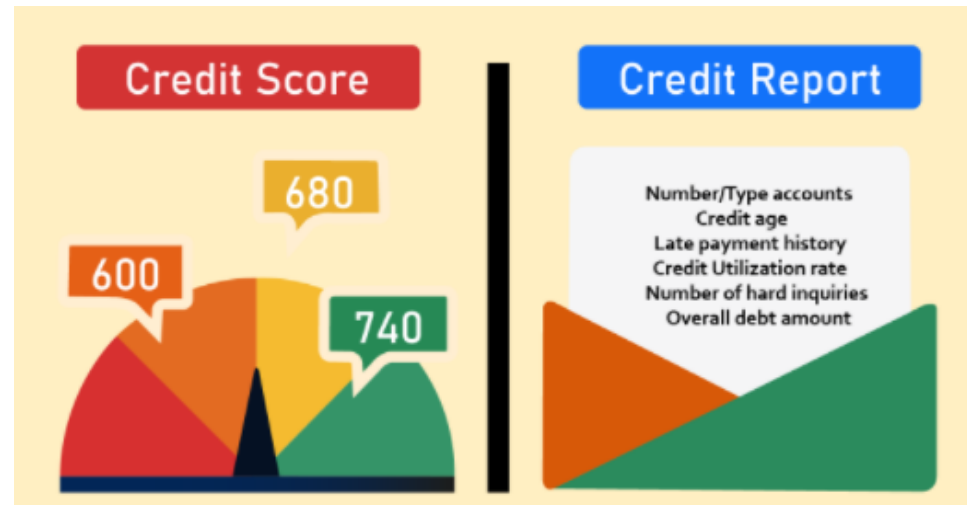 Credit Score
680
600
740
Credit Report
Number/Type accounts
Credit age
Late payment history
Credit Utilization rate
Number of hard inquiries
Overall debt amount